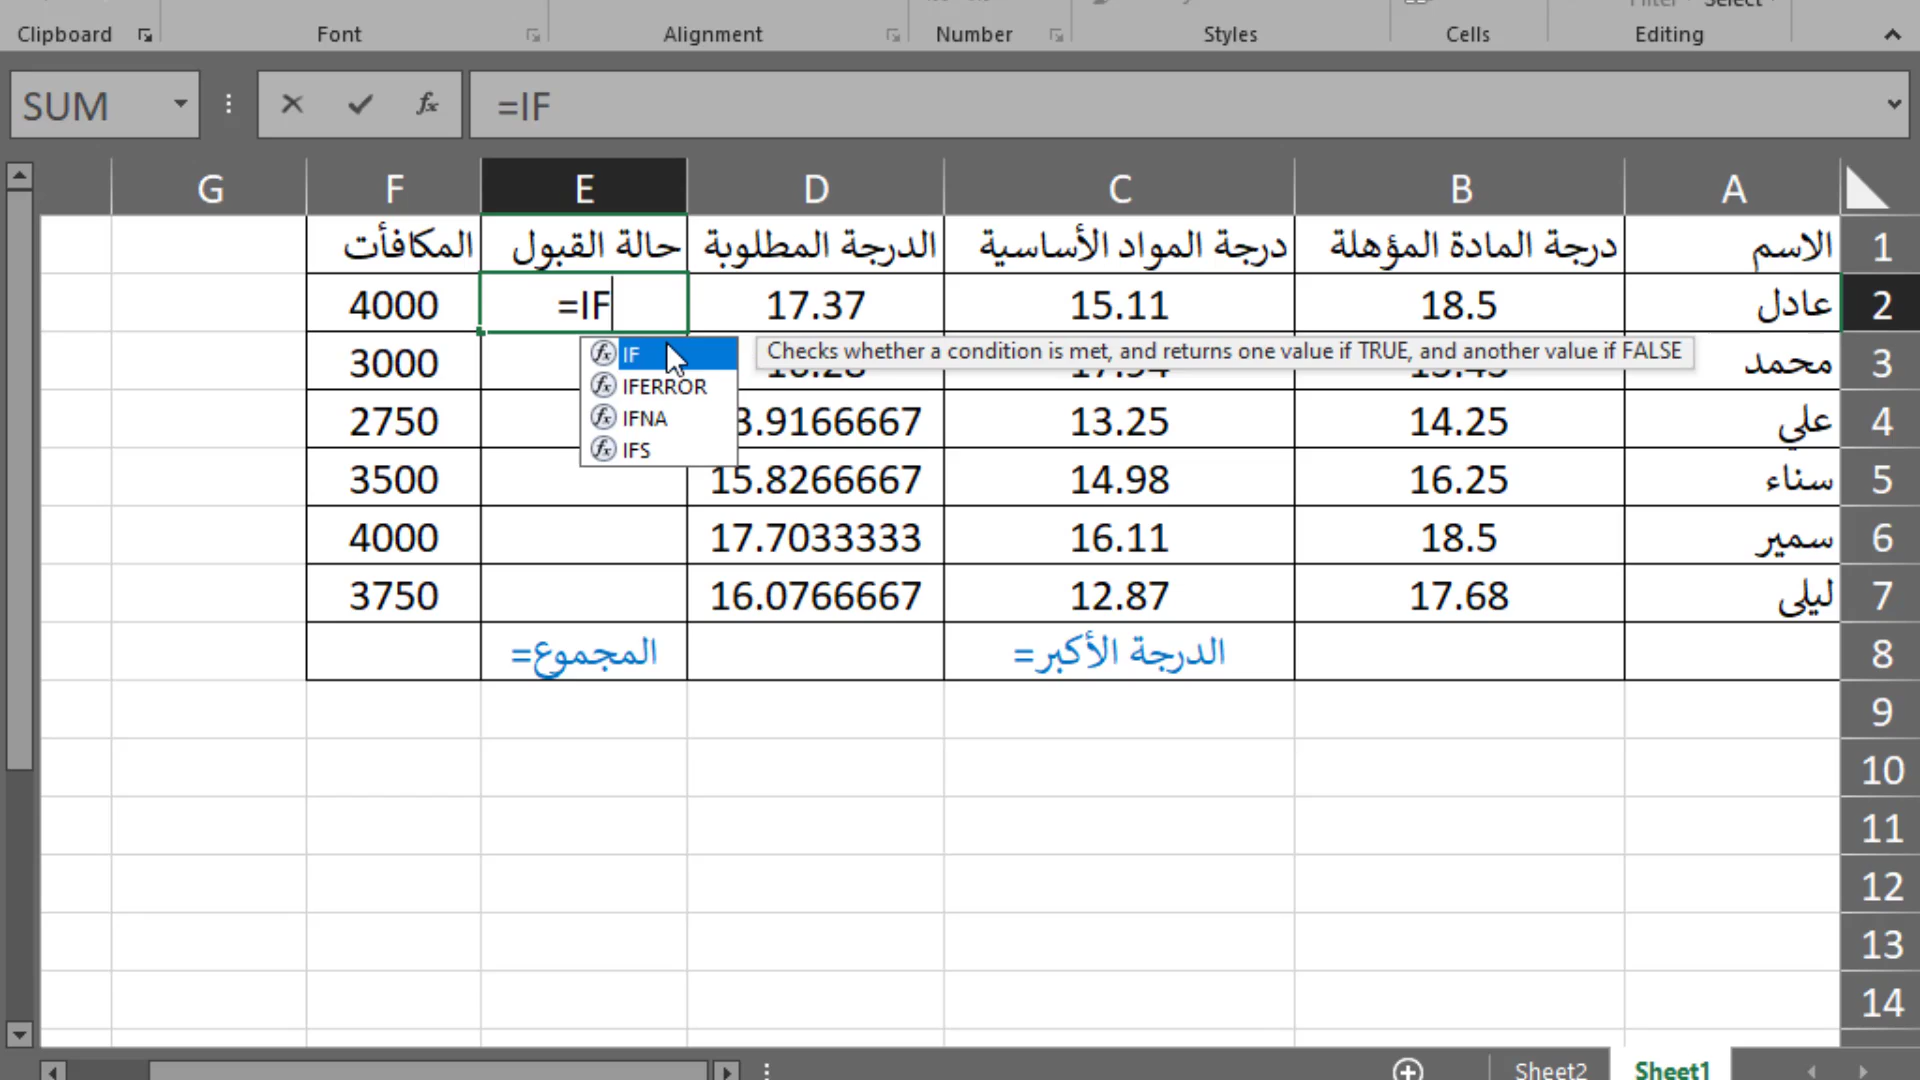 Clipboard Font Alignment Number Styles Cells Editing
SUM =IF
G F E D C B A
الاسم درجة المادة المؤهلة درجة المواد الأساسية الدرجة المطلوبة حالة القبول المكافأت 1
عادل 18.5 15.11 17.37 =IF 4000 2
IF Checks whether a condition is met, and returns one value if TRUE, and another value if FALSE
محمد 3000 3
IFERROR
علي 14.25 13.25 3.9166667 2750 4
IFNA
IFS
سناء 16.25 14.98 15.8266667 3500 5
سمير 18.5 16.11 17.7033333 4000 6
ليلى 17.68 12.87 16.0766667 3750 7
الدرجة الأكبر= المجموع= 8
9
10
11
12
13
14
Sheet2 Sheet1